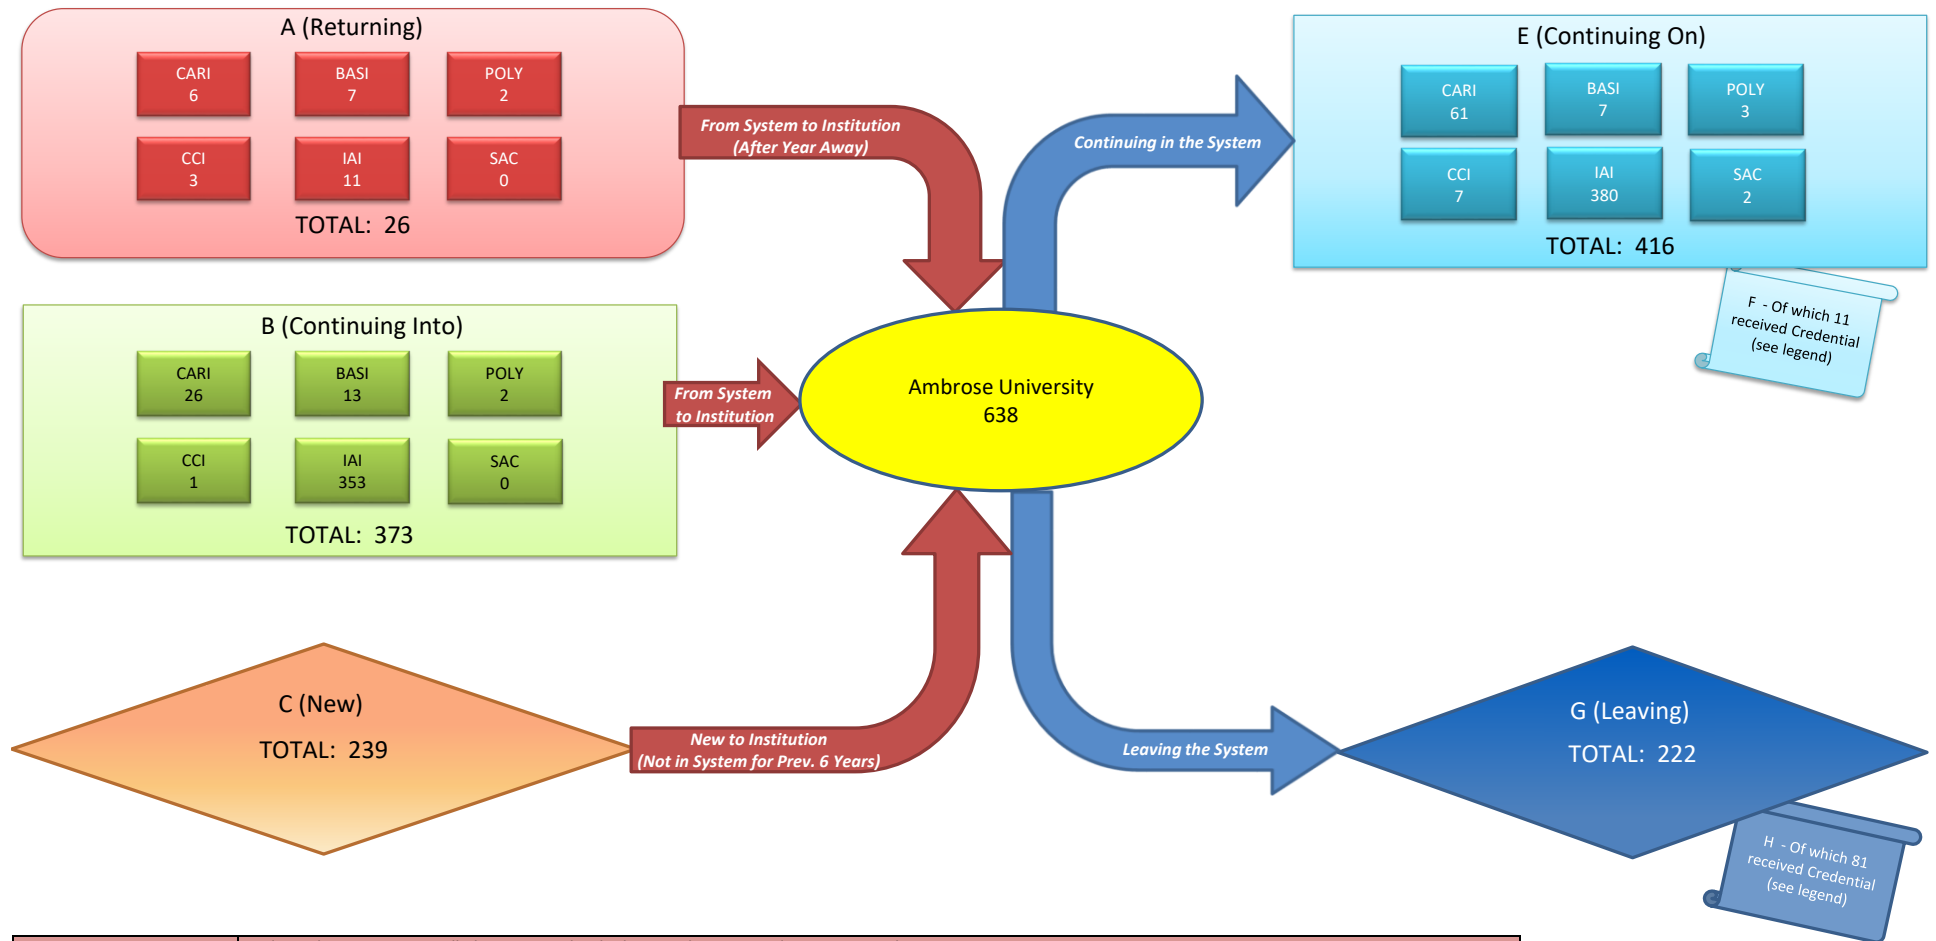 A (Returning)
CARI
6
BASI
7
POLY
2
CCI
3
IAI
11
SAC
0
TOTAL: 26
From System to Institution
(After Year Away)
Continuing in the System
E (Continuing On)
CARI
61
BASI
7
POLY
3
CCI
7
IAI
380
SAC
2
TOTAL: 416
F - Of which 11
received Credential
(see legend)
B (Continuing Into)
CARI
26
BASI
13
POLY
2
CCI
1
IAI
353
SAC
0
TOTAL: 373
From System
to Institution
Ambrose University
638
C (New)
TOTAL: 239
New to Institution
(Not in System for Prev. 6 Years)
Leaving the System
G (Leaving)
TOTAL: 222
H - Of which 81
received Credential
(see legend)